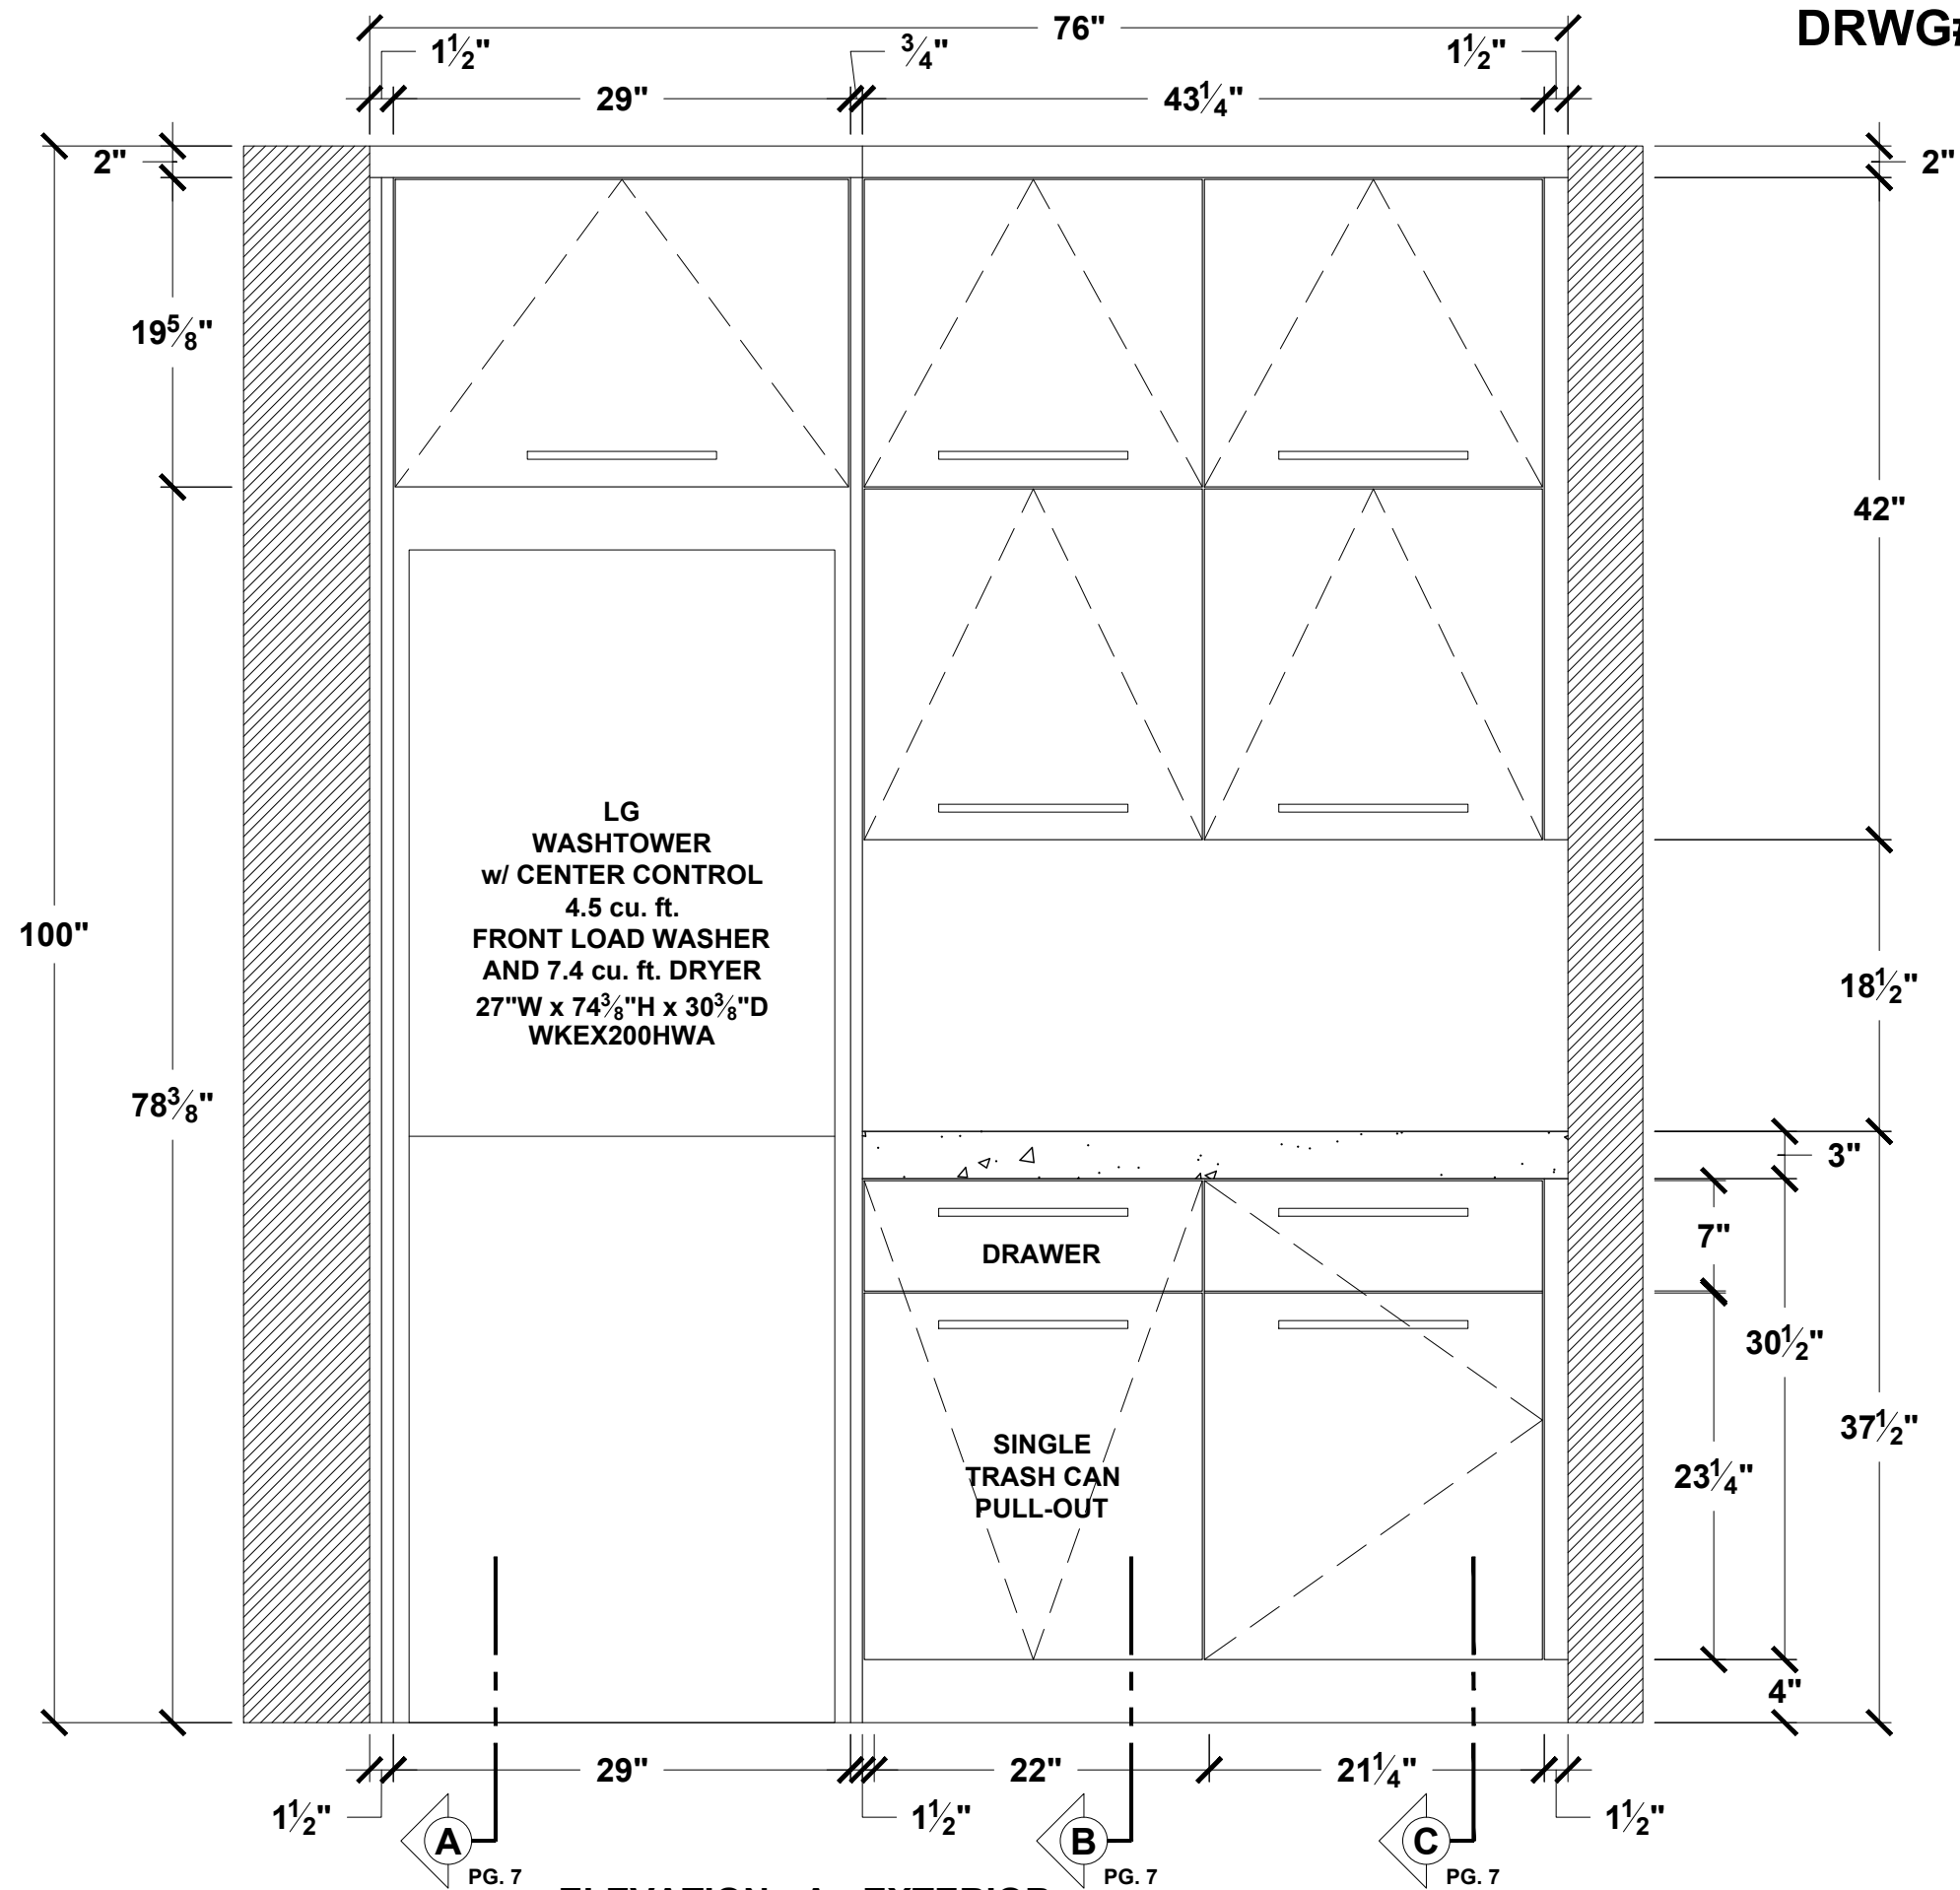 76"
DRWG#
1½"
¾"
1½"
29"
43¼"
2"
2"
19⅝"
42"
LG
WASHTOWER
w/ CENTER CONTROL
4.5 cu. ft.
FRONT LOAD WASHER
AND 7.4 cu. ft. DRYER
27"W x 74⅜"H x 30⅜"D
WKEX200HWA
100"
18½"
78⅜"
3"
7"
DRAWER
30½"
37½"
23¼"
SINGLE
TRASH CAN
PULL-OUT
4"
29"
22"
21¼"
1½"
1½"
1½"
A
B
C
PG. 7
PG. 7
PG. 7
ELEVATION - A - EXTERIOR